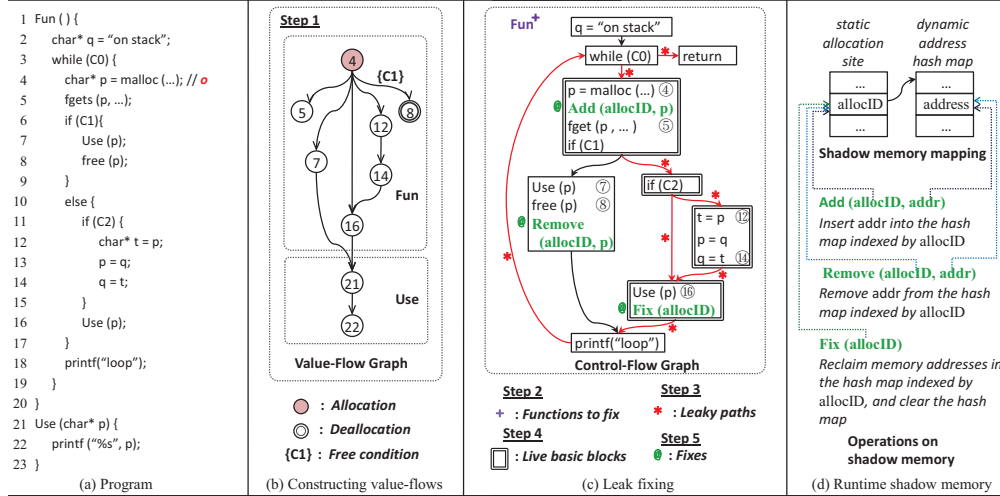 1 Fun ( ) {
2 char* q = "on stack";
3 while (C0) {
4 char* p = malloc (...); // o
5 fgets (p, ...);
6 if (C1){
7 Use (p);
8 free (p);
9 }
10 else {
11 if (C2) {
12 char* t = p;
13 p = q;
14 q = t;
15 }
16 Use (p);
17 }
18 printf("loop");
19 }
20 }
21 Use (char* p) {
22 printf ("%s", p);
23 }
(a) Program
Step 1
4
{C1}
5
8
12
7
14
Fun
16
21
Use
22
Value-Flow Graph
: Allocation
: Deallocation
{C1} : Free condition
(b) Constructing value-flows
Fun+
q = "on stack"
while (C0)
*
return
*
p = malloc (...) ④
@ Add (allocID, p)
fget (p , ... ) ⑤
if (C1)
*
Use (p) ⑦
free (p) ⑧
@ Remove
(allocID, p)
if (C2)
*
t = p ⑫
p = q
q = t ⑭
*
*
*
Use (p) ⑯
@ Fix (allocID)
*
printf("loop")
Control-Flow Graph
Step 2
+ : Functions to fix
Step 3
* : Leaky paths
Step 4
: Live basic blocks
Step 5
@ : Fixes
(c) Leak fixing
static
allocation
site
dynamic
address
hash map
...
allocID
...
...
address
...
Shadow memory mapping
Add (allocID, addr)
Insert addr into the hash
map indexed by allocID
Remove (allocID, addr)
Remove addr from the hash
map indexed by allocID
Fix (allocID)
Reclaim memory addresses in
the hash map indexed by
allocID, and clear the hash
map
Operations on
shadow memory
(d) Runtime shadow memory